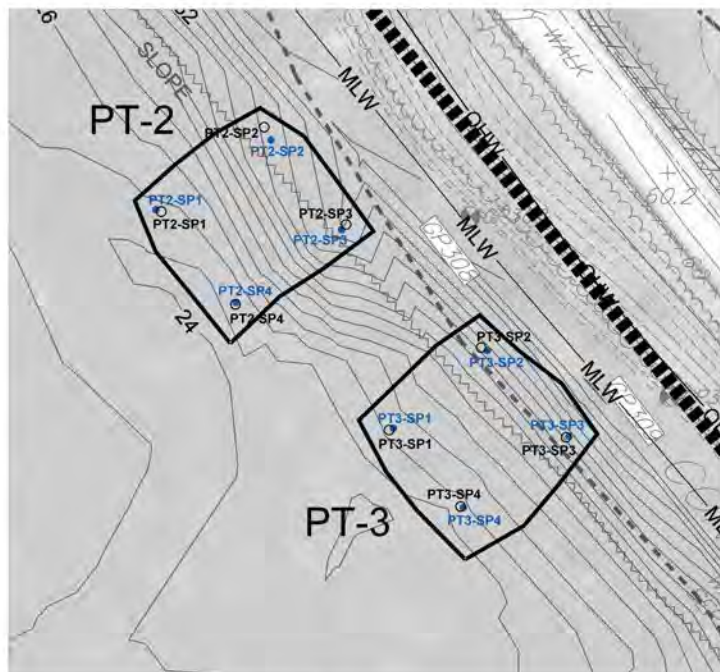 SLOPE
MLW
WALK
PT-2
PT2-SP2
PT2-SP2
OHW
60.2
PT2-SP1
PT2-SP1
PT2-SP3
PT2-SP3
MLW
GP308
OHW
PT2-SP4
PT2-SP4
24
PT3-SP2
PT3-SP2
MLW
PT3-SP1
PT3-SP1
PT3-SP3
PT3-SP3
PT3-SP4
PT3-SP4
PT-3